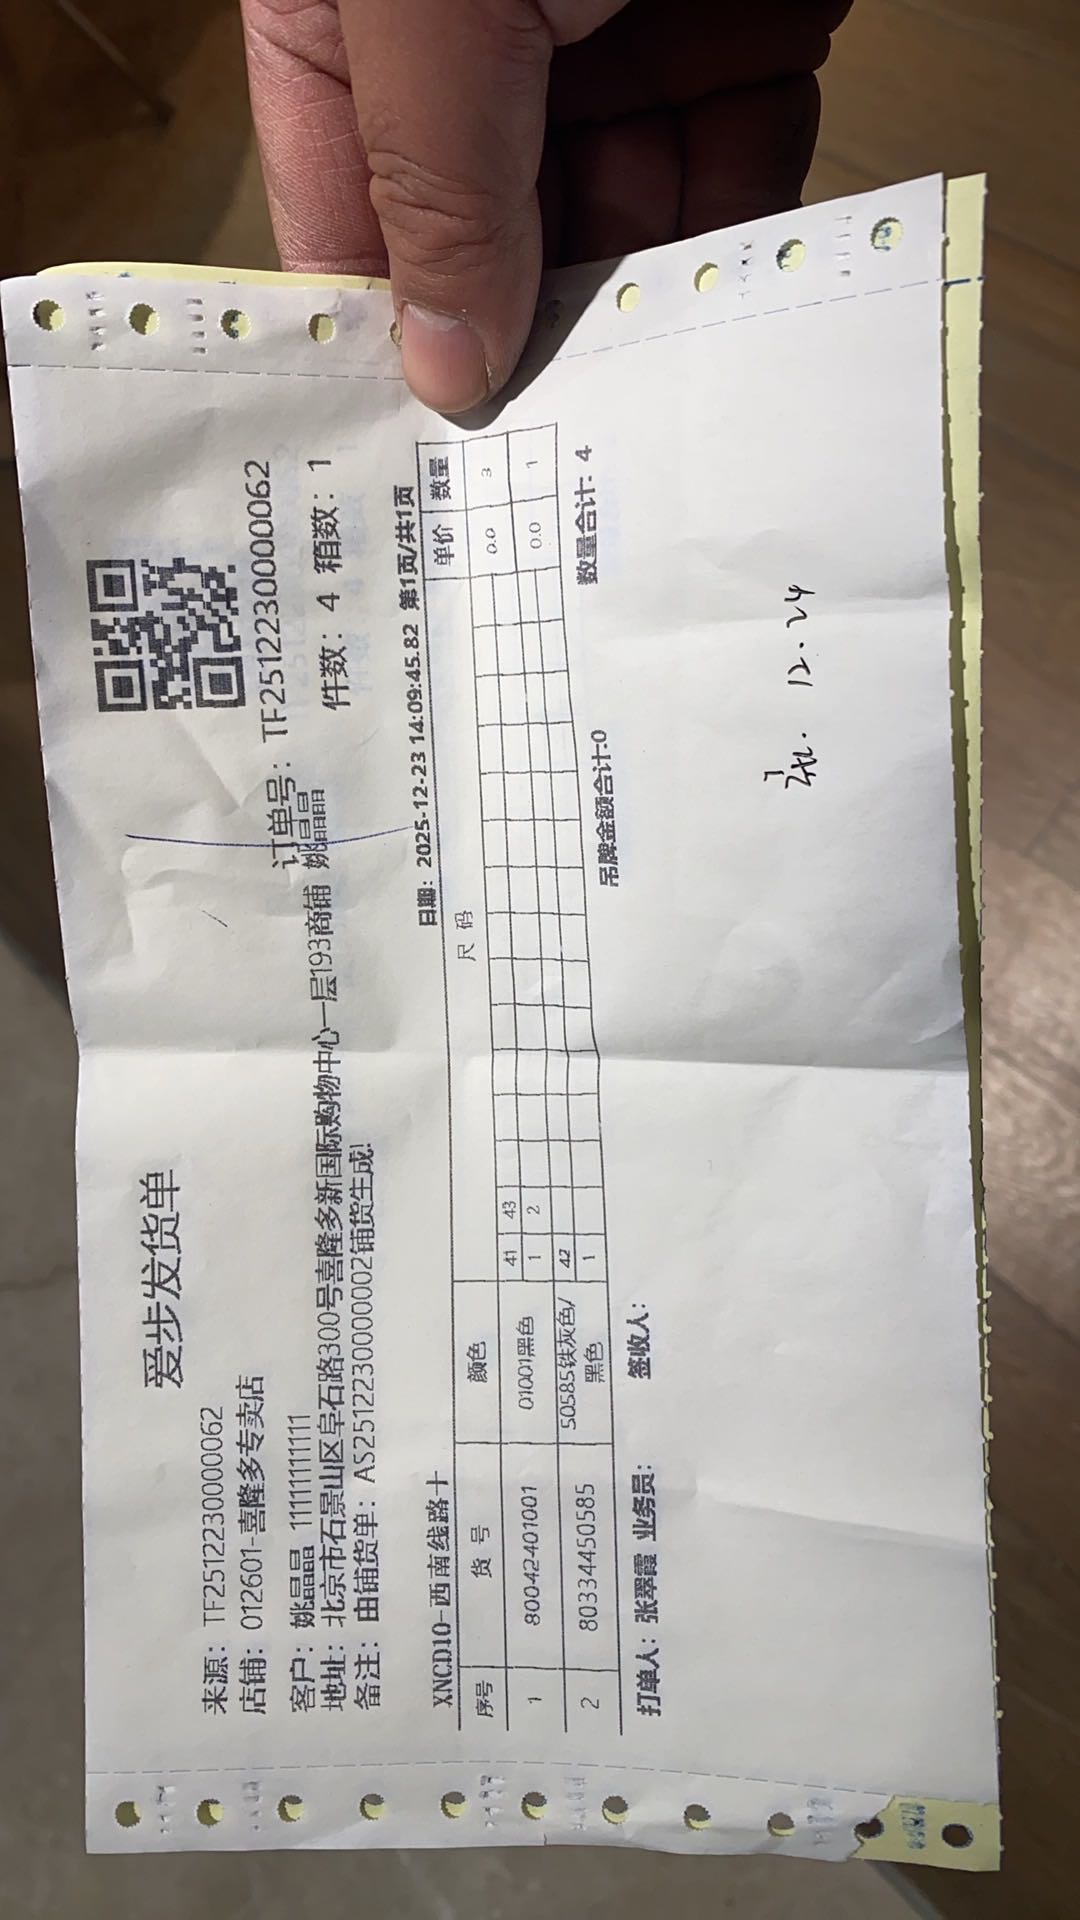 爱步发货单
来源：TF251223000062
店铺：012601-喜隆多专卖店
订单号：TF251223000062
客户：姚晶晶 11111111111
件数：4 箱数：1
地址：北京市石景山区阜石路300号喜隆多新国际购物中心一层193商铺 姚晶晶
备注：由铺货单：AS251223000002铺货生成!
XNCD10-西南线路十 日期：2025-12-23 14:09:45.82 第1页/共1页
序号 货号 颜色 尺码 单价 数量
1 8004240100​1 01001黑色 41 43 0.0 3
1 2
2 80334450585 50585铁灰色/黑色 42 0.0 1
1
打单人：张翠霞 业务员： 签收人： 吊牌金额合计:0 数量合计: 4
12.24